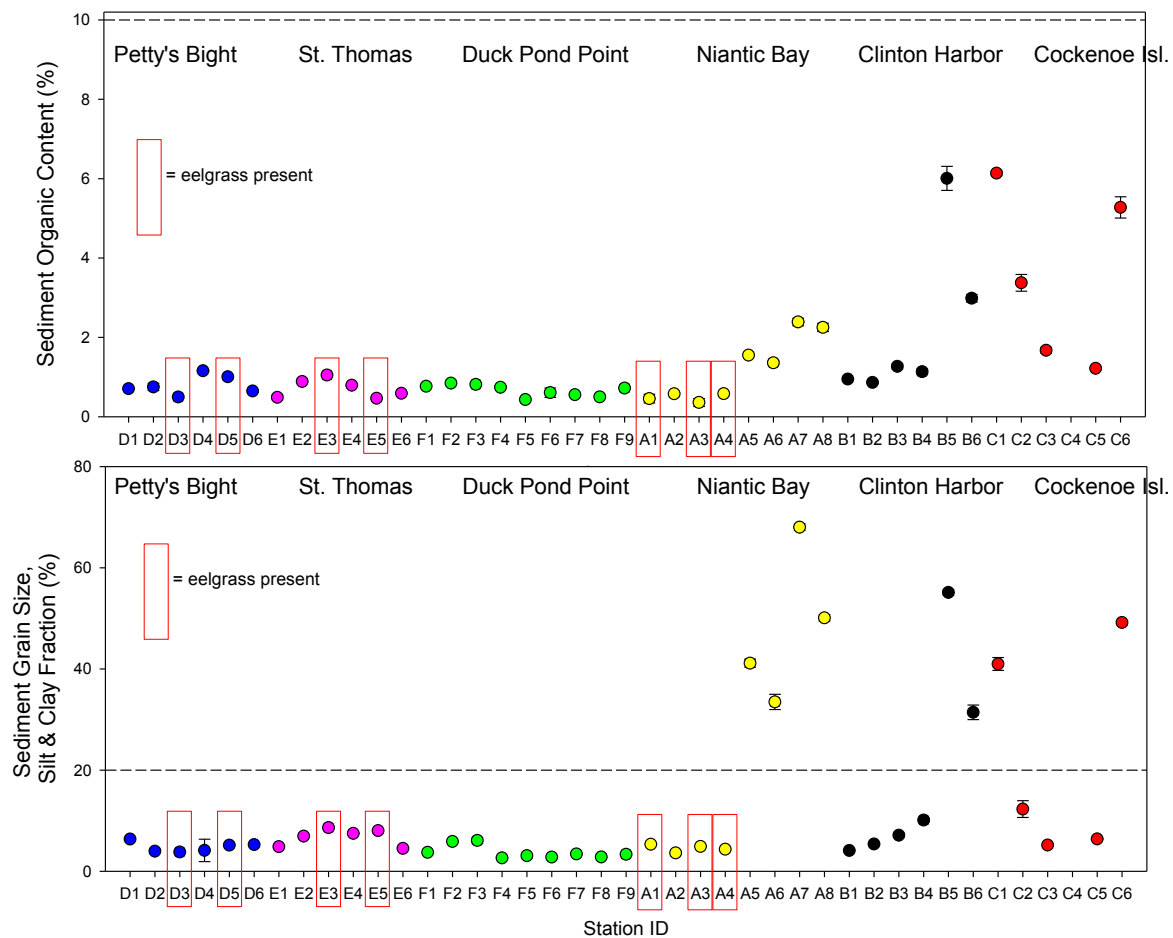 Sediment Organic Content (%)
10
8
6
4
2
0
Petty's Bight St. Thomas Duck Pond Point Niantic Bay Clinton Harbor Cockenoe Isl.
= eelgrass present
D1 D2 D3 D4 D5 D6 E1 E2 E3 E4 E5 E6 F1 F2 F3 F4 F5 F6 F7 F8 F9 A1 A2 A3 A4 A5 A6 A7 A8 B1 B2 B3 B4 B5 B6 C1 C2 C3 C4 C5 C6
Sediment Grain Size,
Silt & Clay Fraction (%)
80
60
40
20
0
Petty's Bight St. Thomas Duck Pond Point Niantic Bay Clinton Harbor Cockenoe Isl.
= eelgrass present
D1 D2 D3 D4 D5 D6 E1 E2 E3 E4 E5 E6 F1 F2 F3 F4 F5 F6 F7 F8 F9 A1 A2 A3 A4 A5 A6 A7 A8 B1 B2 B3 B4 B5 B6 C1 C2 C3 C4 C5 C6
Station ID